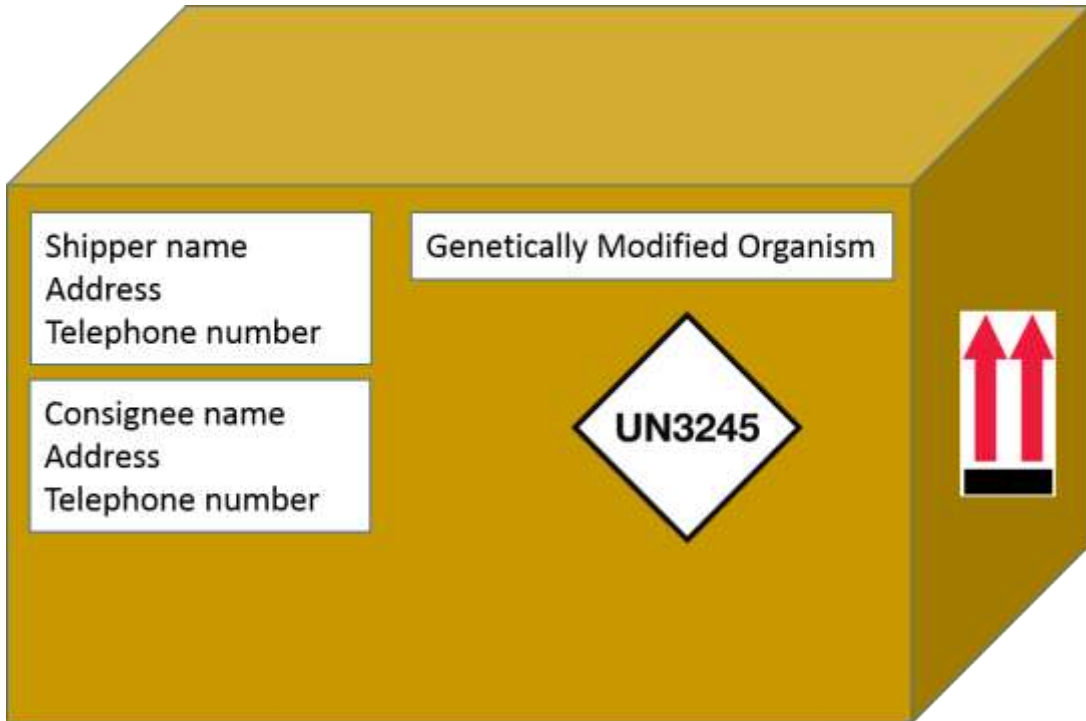 Shipper name
Address
Telephone number
Consignee name
Address
Telephone number
Genetically Modified Organism
UN3245